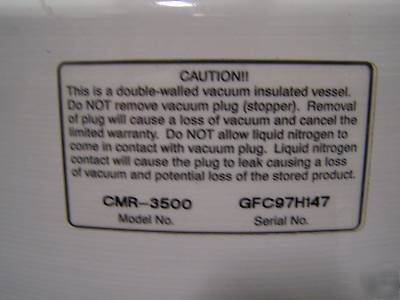 CAUTION!!
This is a double-walled vacuum insulated vessel.
Do NOT remove vacuum plug (stopper). Removal
of plug will cause a loss of vacuum and cancel the
limited warranty. Do NOT allow liquid nitrogen to
come in contact with vacuum plug. Liquid nitrogen
contact will cause the plug to leak causing a loss
of vacuum and potential loss of the stored product.
CMR-3500 GFC97H147
Model No. Serial No.